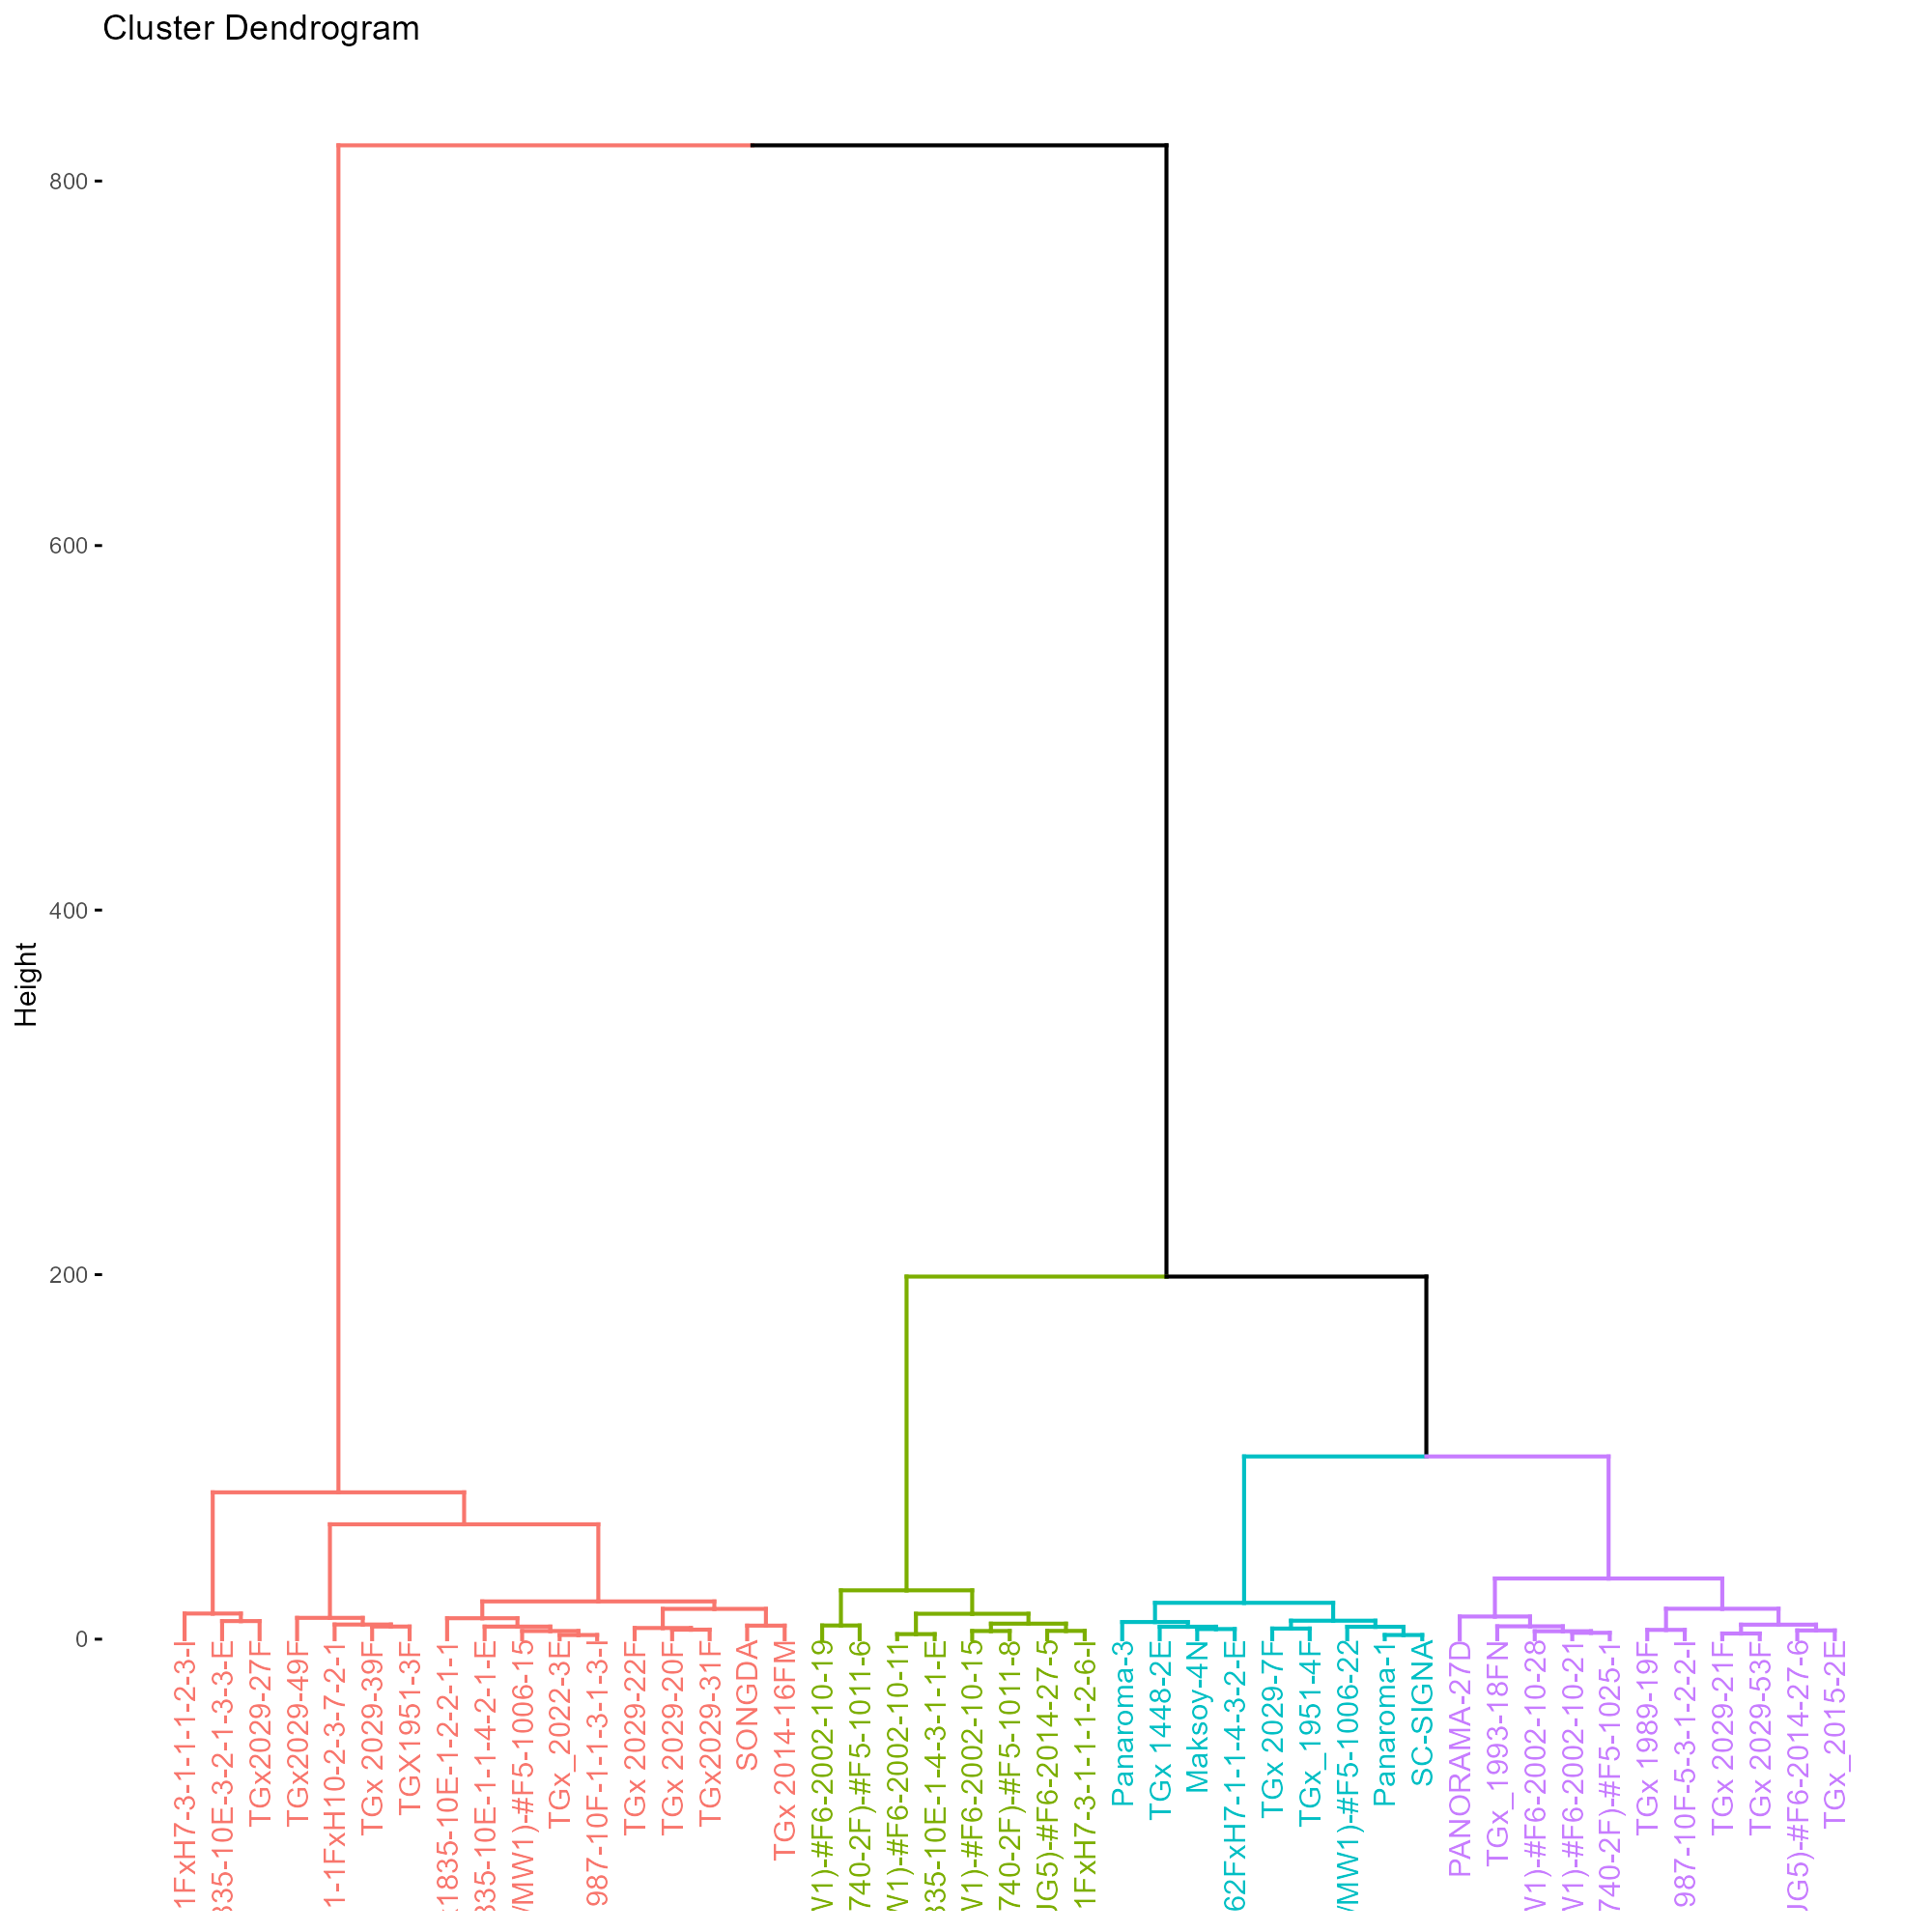 Cluster Dendrogram
800
600
400
200
0
Height
1FxH7-3-1-1-1-2-3-I
335-10E-3-2-1-3-3-E
TGx2029-27F
TGx2029-49F
1-1FxH10-2-3-7-2-1
TGx 2029-39F
TGX1951-3F
1835-10E-1-2-2-1-1
335-10E-1-1-4-2-1-E
MW1)-#F5-1006-15
TGx_2022-3E
987-10F-1-1-3-1-3-I
TGx 2029-22F
TGx 2029-20F
TGx2029-31F
SONGDA
TGx 2014-16FM
V1)-#F6-2002-10-19
740-2F)-#F5-1011-6
V1)-#F6-2002-10-11
335-10E-1-4-3-1-1-E
V1)-#F6-2002-10-15
740-2F)-#F5-1011-8
JG5)-#F6-2014-27-5
1FxH7-3-1-1-1-2-6-I
Panaroma-3
TGx 1448-2E
Maksoy-4N
62FxH7-1-1-4-3-2-E
TGx 2029-7F
TGx_1951-4F
MW1)-#F5-1006-22
Panaroma-1
SC-SIGNA
PANORAMA-27D
TGx_1993-18FN
V1)-#F6-2002-10-28
V1)-#F6-2002-10-21
740-2F)-#F5-1025-1
TGx 1989-19F
987-10F-5-3-1-2-2-I
TGx 2029-21F
TGx 2029-53F
JG5)-#F6-2014-27-6
TGx_2015-2E